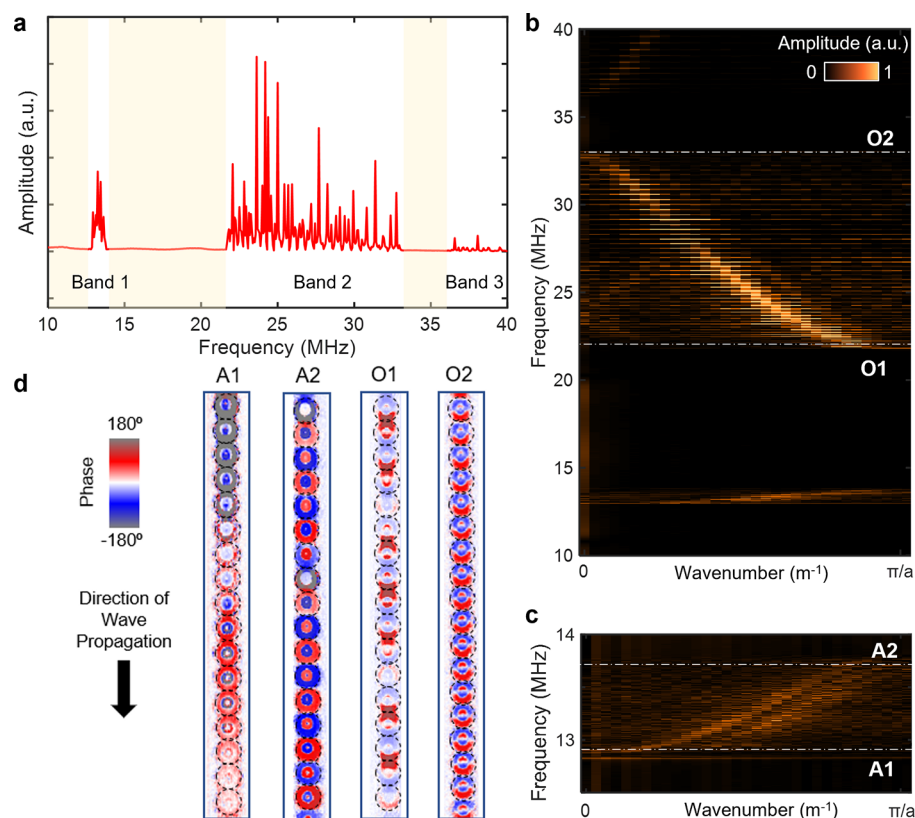 a
Amplitude (a.u.)
Band 1
Band 2
Band 3
10
15
20
25
30
35
40
Frequency (MHz)
b
Amplitude (a.u.)
0
1
40
35
30
25
20
15
10
Frequency (MHz)
O2
O1
0
Wavenumber (m-1)
π/a
c
14
13
Frequency (MHz)
A2
A1
0
Wavenumber (m-1)
π/a
d
A1
A2
O1
O2
180º
Phase
-180º
Direction of
Wave
Propagation